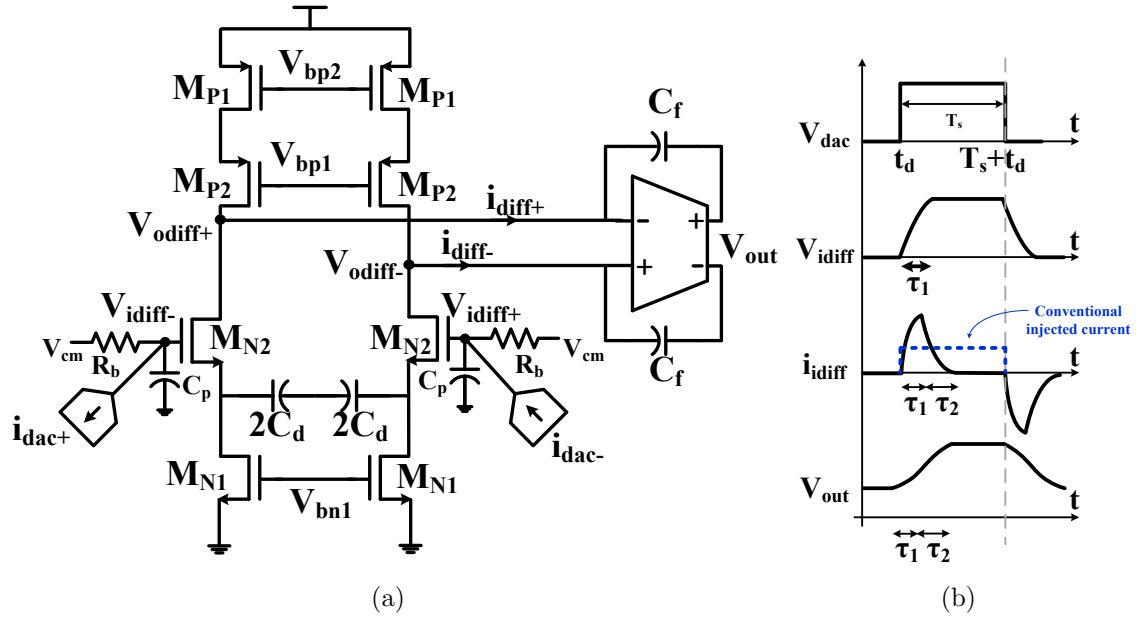 V_bp2
M_P1
M_P1
V_bp1
M_P2
M_P2
C_f
i_diff+
V_odiff+
-
+
i_diff-
V_out
V_odiff-
+
-
V_idiff-
V_idiff+
V_cm
M_N2
M_N2
V_cm
R_b
R_b
C_f
C_p
C_p
i_dac+
2C_d
2C_d
i_dac-
M_N1
M_N1
V_bn1
(a)
T_s
V_dac
t
t_d
T_s+t_d
V_idiff
t
τ_1
Conventional
injected current
i_idiff
t
τ_1
τ_2
V_out
t
τ_1
τ_2
(b)